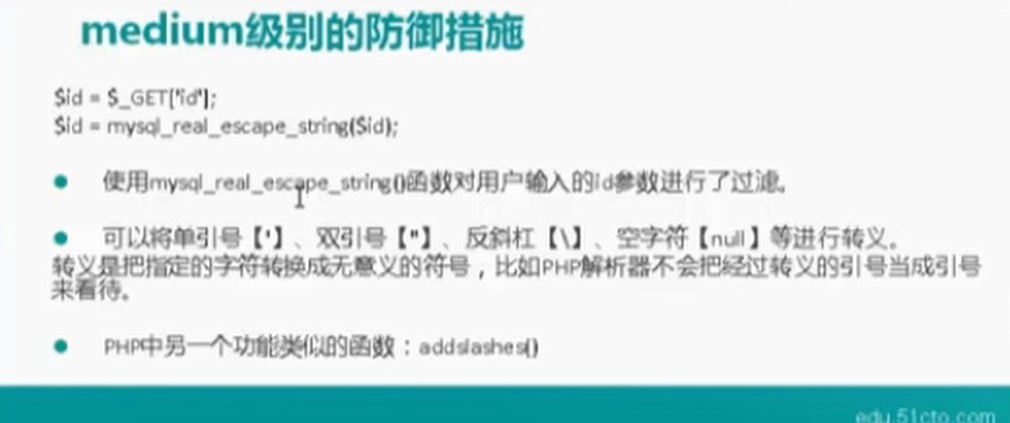 medium级别的防御措施
$id = $_GET['id'];
$id = mysql_real_escape_string($id);
● 使用mysql_real_escape_string()函数对用户输入的id参数进行了过滤。
● 可以将单引号【'】、双引号【"】、反斜杠【\】、空字符【null】等进行转义。
转义是把指定的字符转换成无意义的符号，比如PHP解析器不会把经过转义的引号当成引号
来看待。
● PHP中另一个功能类似的函数：addslashes()
edu.51cto.com